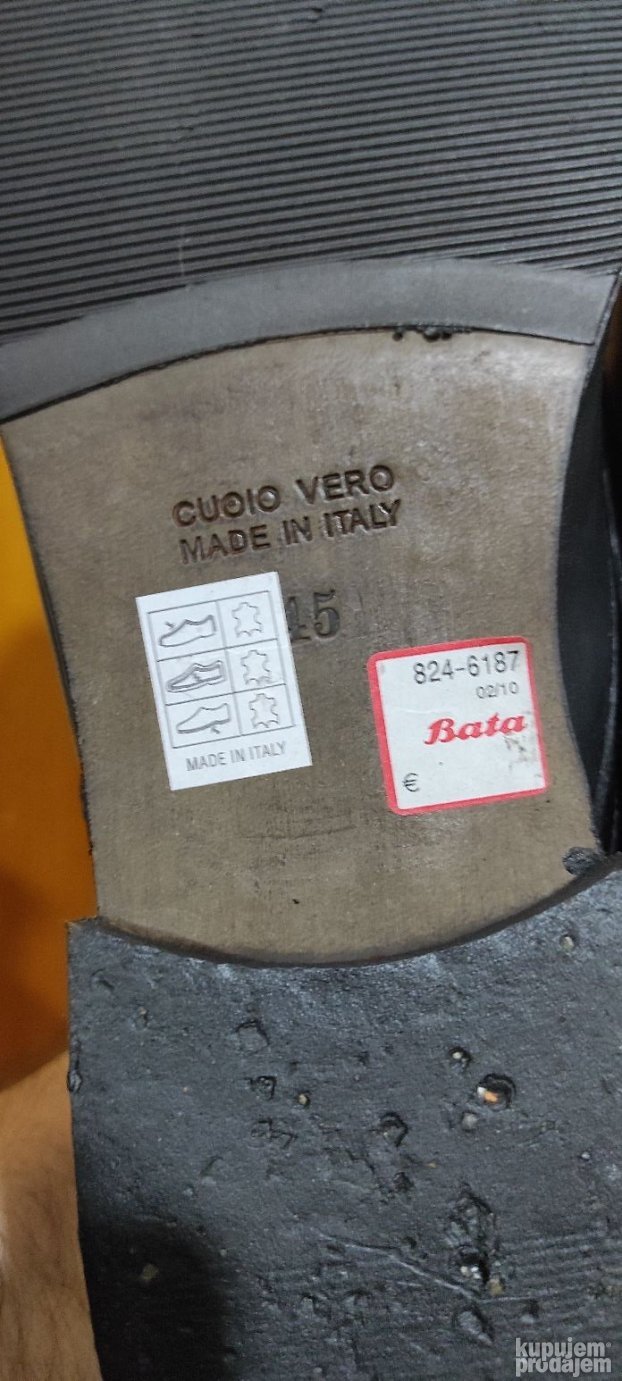 CUOIO VERO
MADE IN ITALY
45
MADE IN ITALY
824-6187
02/10
Bata
€
kupujem
prodajem